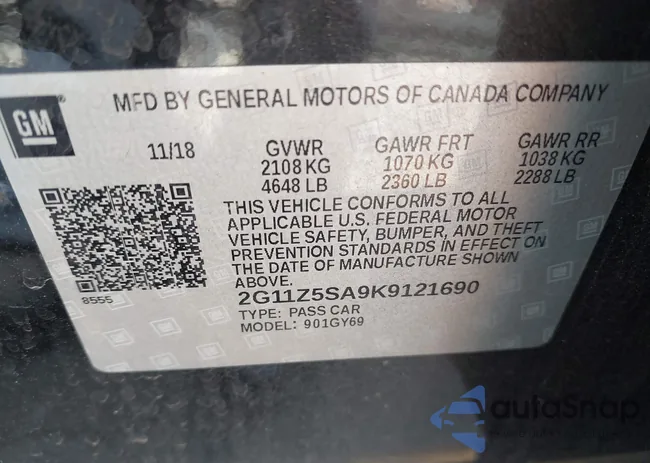 GM
MFD BY GENERAL MOTORS OF CANADA COMPANY
11/18
GVWR
2108 KG
4648 LB
GAWR FRT
1070 KG
2360 LB
GAWR RR
1038 KG
2288 LB
THIS VEHICLE CONFORMS TO ALL
APPLICABLE U.S. FEDERAL MOTOR
VEHICLE SAFETY, BUMPER, AND THEFT
PREVENTION STANDARDS IN EFFECT ON
THE DATE OF MANUFACTURE SHOWN
ABOVE.
8555
2G11Z5SA9K9121690
TYPE: PASS CAR
MODEL: 901GY69
autoSnap